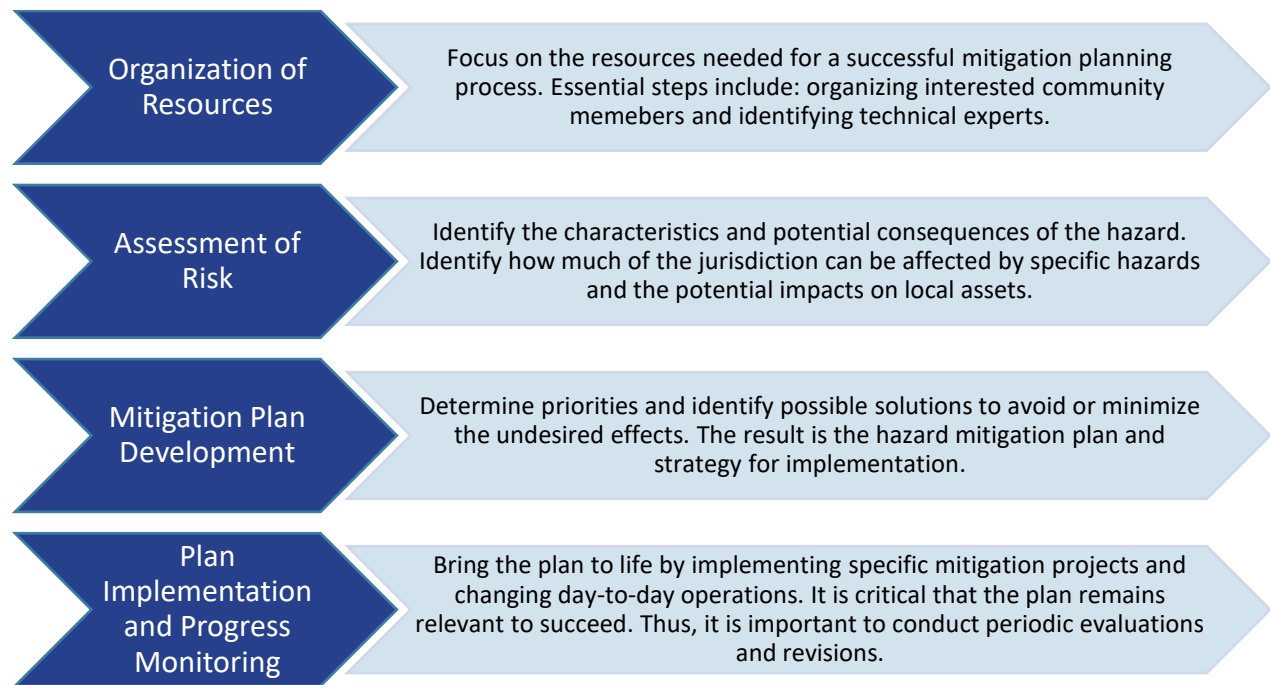 Organization of
Resources
Focus on the resources needed for a successful mitigation planning
process. Essential steps include: organizing interested community
memebers and identifying technical experts.
Assessment of
Risk
Identify the characteristics and potential consequences of the hazard.
Identify how much of the jurisdiction can be affected by specific hazards
and the potential impacts on local assets.
Mitigation Plan
Development
Determine priorities and identify possible solutions to avoid or minimize
the undesired effects. The result is the hazard mitigation plan and
strategy for implementation.
Plan
Implementation
and Progress
Monitoring
Bring the plan to life by implementing specific mitigation projects and
changing day-to-day operations. It is critical that the plan remains
relevant to succeed. Thus, it is important to conduct periodic evaluations
and revisions.